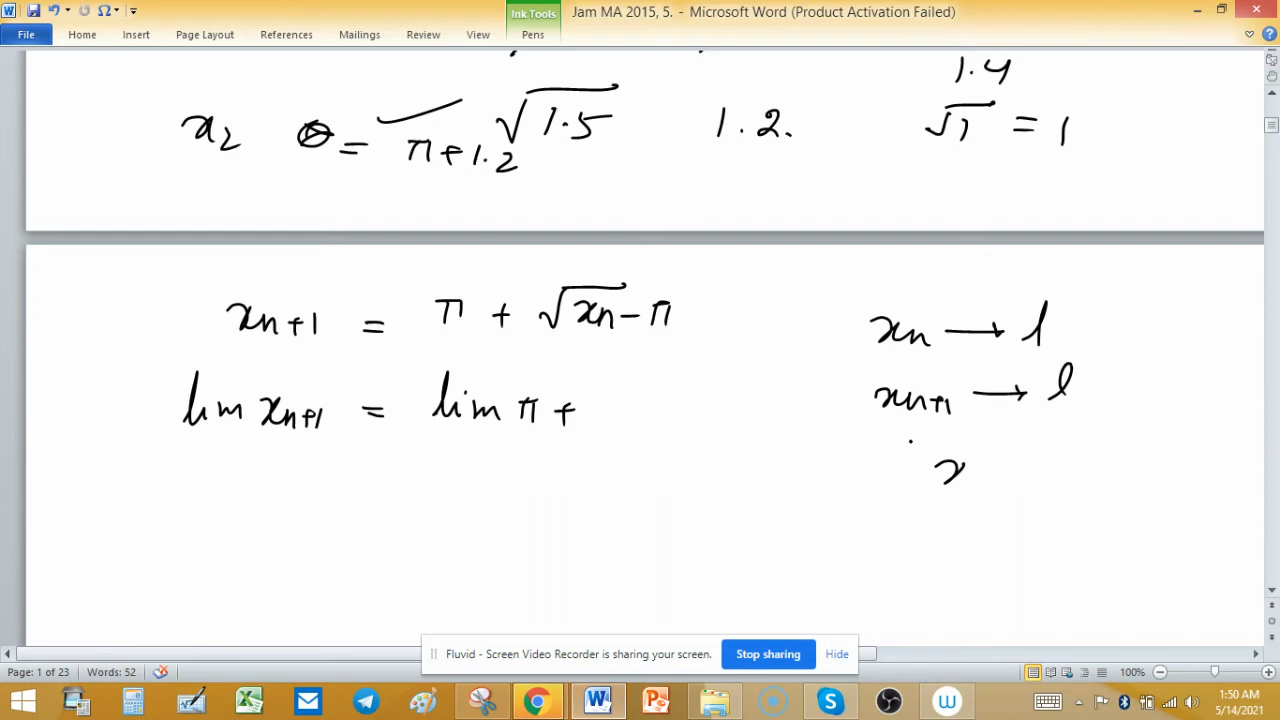 Ink Tools
Jam MA 2015, 5. - Microsoft Word (Product Activation Failed)
File Home Insert Page Layout References Mailings Review View Pens
1.4
x2 = π+1.2 √1.5 1.2. √1 = 1
xn+1 = π + √xn-π xn → l
lim xn+1 = lim π + xn+1 → l
x
Fluvid - Screen Video Recorder is sharing your screen. Stop sharing Hide
Page: 1 of 23 Words: 52 100%
1:50 AM
5/14/2021